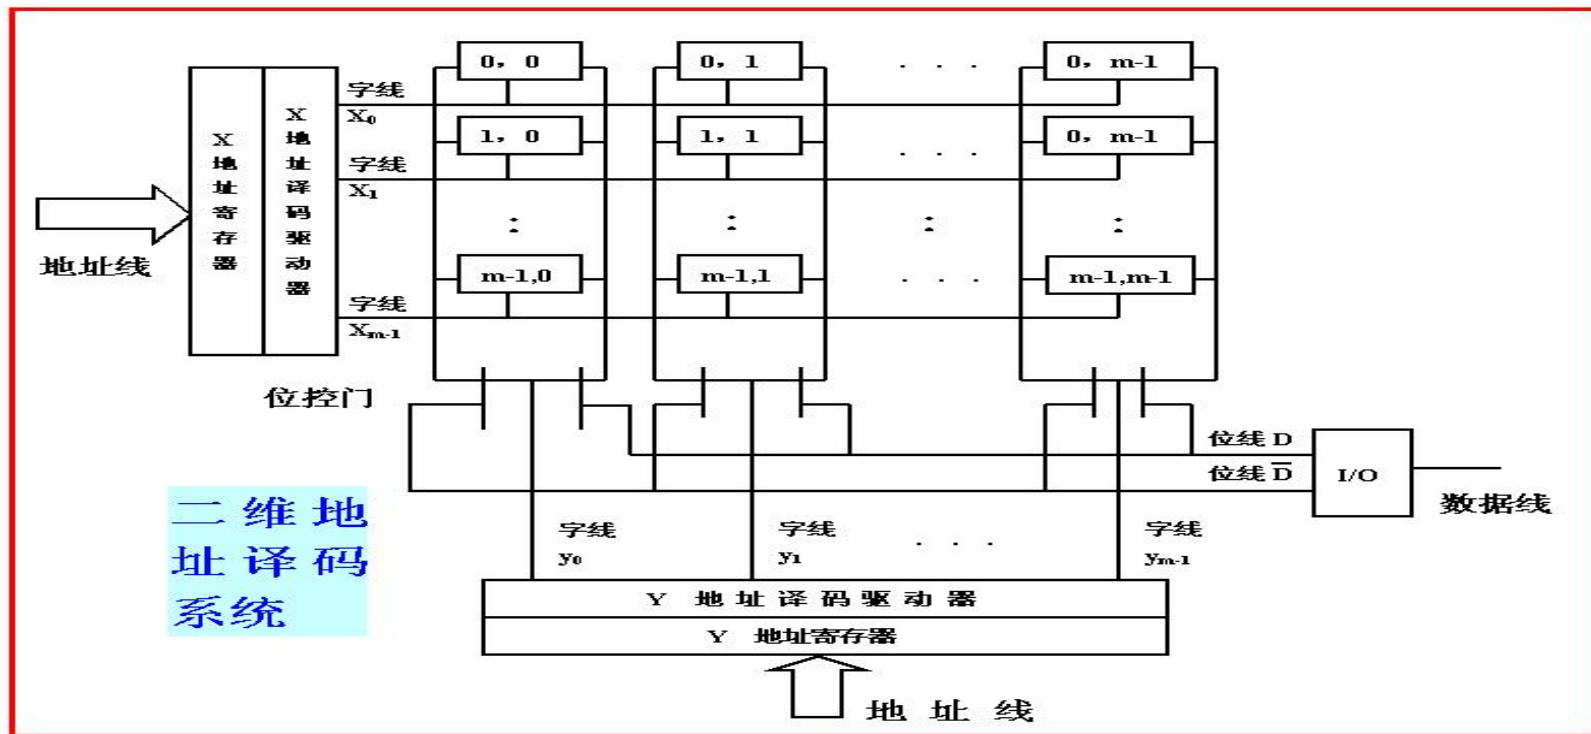 0，0
0，1
. . .
0，m-1
字线
X₀
X地址寄存器
X地址译码驱动器
1，0
1，1
. . .
0，m-1
字线
X₁
地址线
m-1,0
m-1,1
. . .
m-1,m-1
字线
Xₘ₋₁
位控门
位线 D
位线 D̅
I/O
数据线
二维地
址译码
系统
字线
y₀
字线
y₁
. . .
字线
yₘ₋₁
Y 地址译码驱动器
Y 地址寄存器
地址线